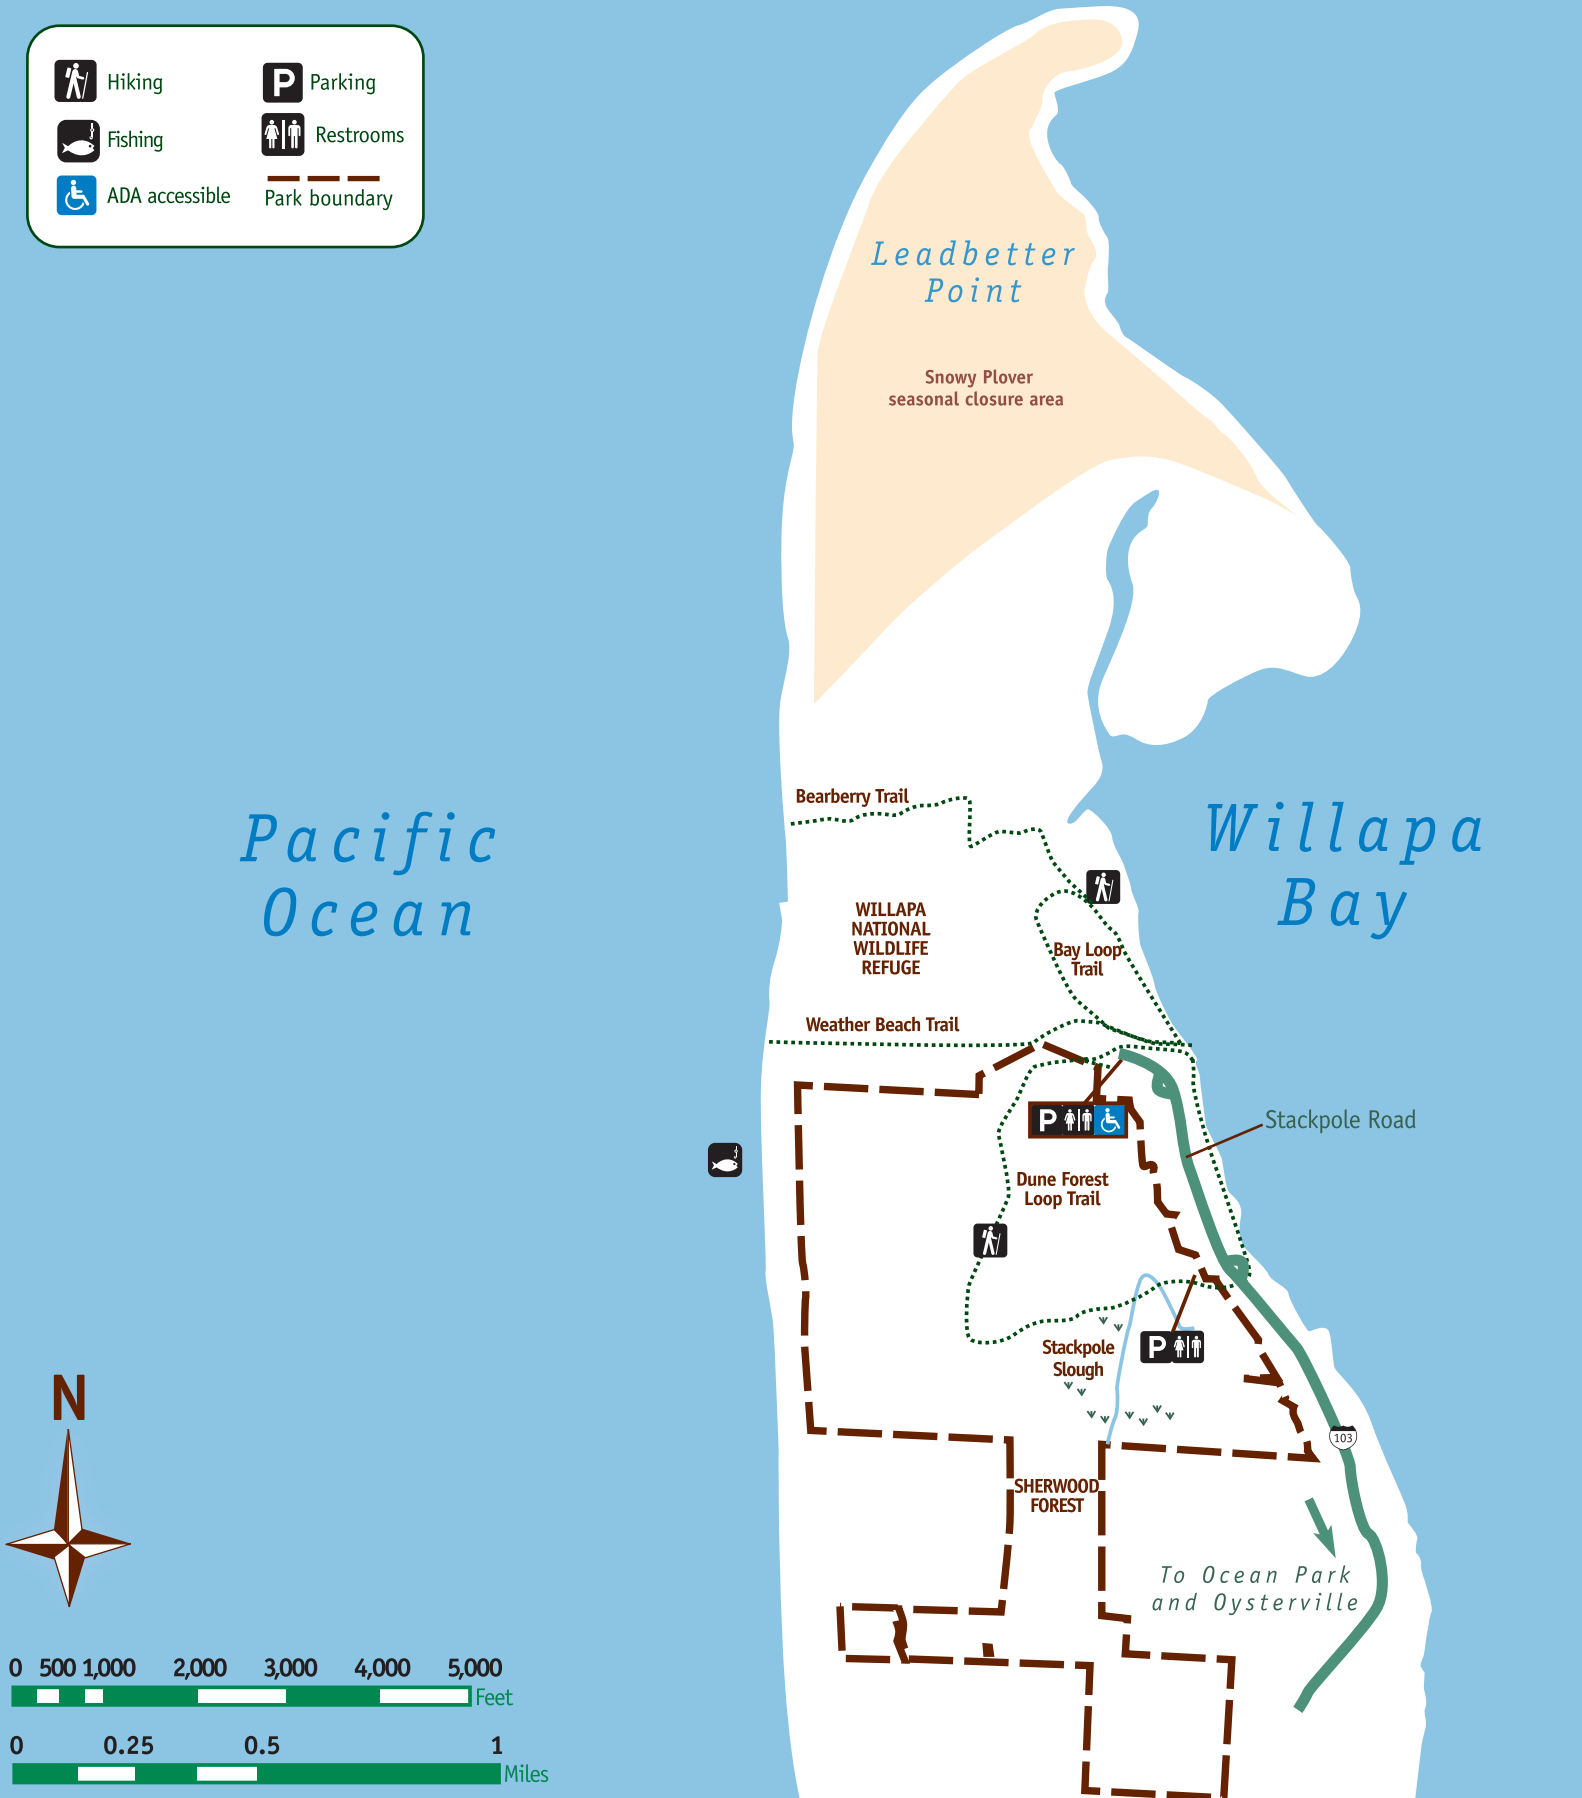 Hiking
P Parking
Fishing
Restrooms
ADA accessible
Park boundary
Leadbetter
Point
Snowy Plover
seasonal closure area
Pacific
Ocean
Willapa
Bay
Bearberry Trail
WILLAPA
NATIONAL
WILDLIFE
REFUGE
Bay Loop
Trail
Weather Beach Trail
P
Stackpole Road
Dune Forest
Loop Trail
Stackpole
Slough
P
103
SHERWOOD
FOREST
To Ocean Park
and Oysterville
N
0 500 1,000 2,000 3,000 4,000 5,000
Feet
0 0.25 0.5 1
Miles